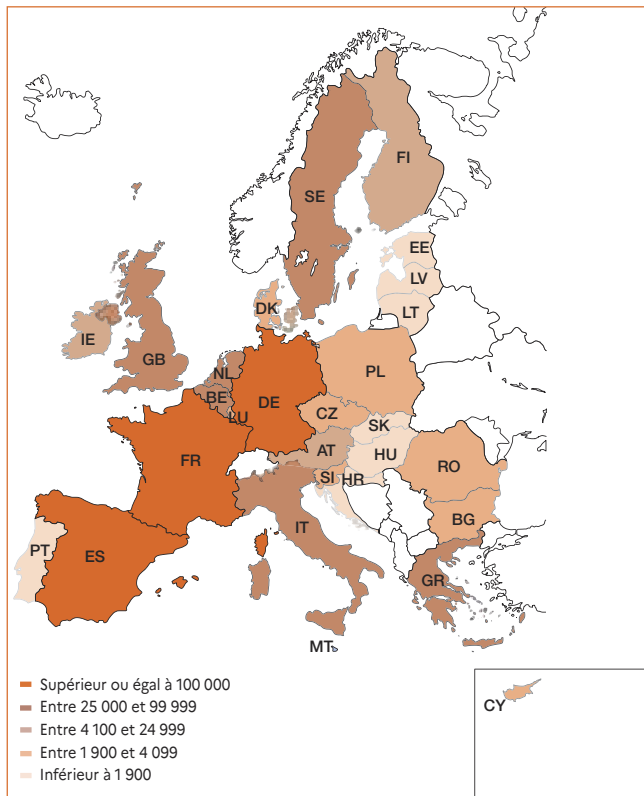 SE
FI
EE
LV
LT
DK
IE
GB
NL
BE
LU
DE
PL
CZ
SK
FR
AT
HU
RO
SI
HR
BG
IT
PT
ES
GR
MT
CY
Supérieur ou égal à 100 000
Entre 25 000 et 99 999
Entre 4 100 et 24 999
Entre 1 900 et 4 099
Inférieur à 1 900